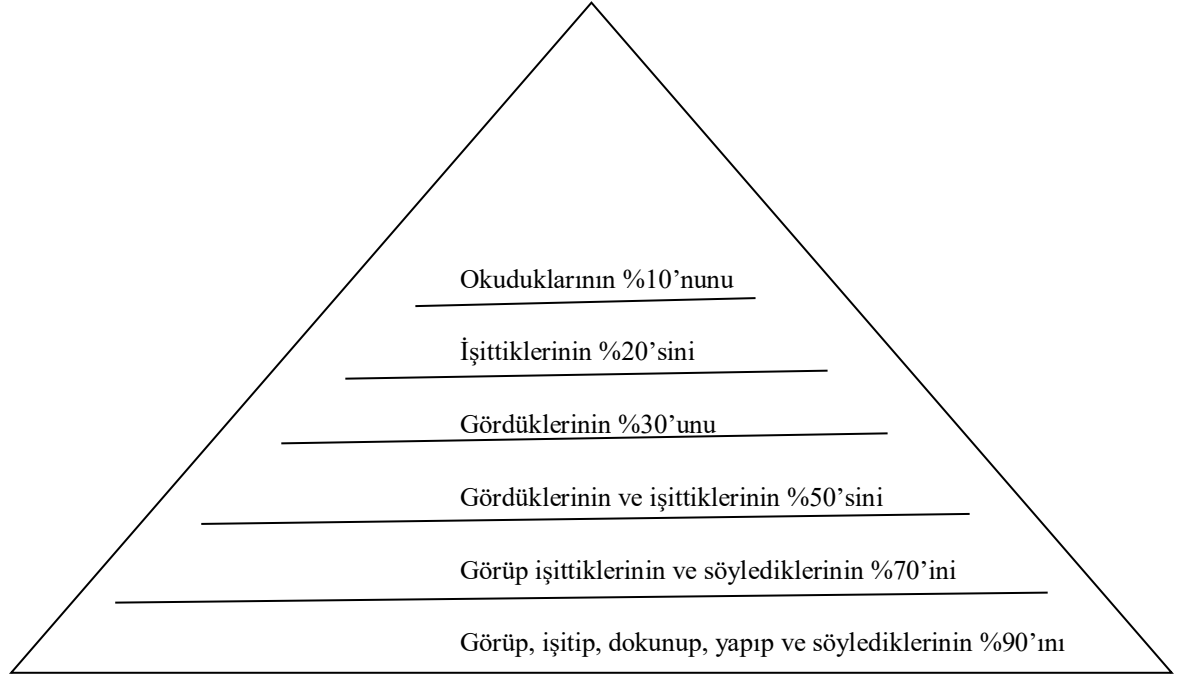 Okuduklarının %10’nunu
İşittiklerinin %20’sini
Gördüklerinin %30’unu
Gördüklerinin ve işittiklerinin %50’sini
Görüp işittiklerinin ve söylediklerinin %70’ini
Görüp, işitip, dokunup, yapıp ve söylediklerinin %90’ını